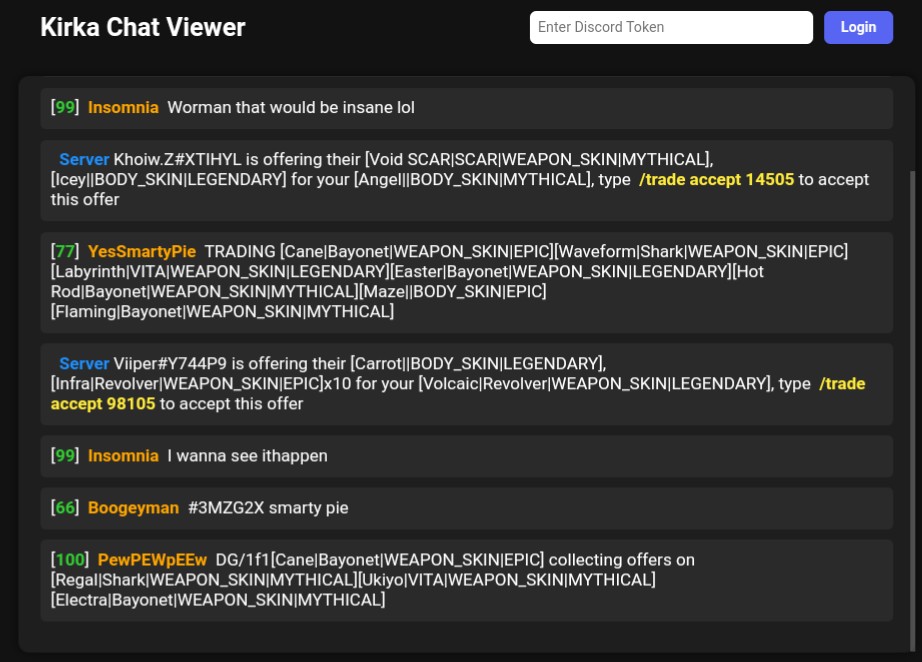 Kirka Chat Viewer
Enter Discord Token
Login
[99] Insomnia Worman that would be insane lol
Server Khoiw.Z#XTIHYL is offering their [Void SCAR|SCAR|WEAPON_SKIN|MYTHICAL],
[Icey||BODY_SKIN|LEGENDARY] for your [Angel||BODY_SKIN|MYTHICAL], type /trade accept 14505 to accept
this offer
[77] YesSmartyPie TRADING [Cane|Bayonet|WEAPON_SKIN|EPIC][Waveform|Shark|WEAPON_SKIN|EPIC]
[Labyrinth|VITA|WEAPON_SKIN|LEGENDARY][Easter|Bayonet|WEAPON_SKIN|LEGENDARY][Hot
Rod|Bayonet|WEAPON_SKIN|MYTHICAL][Maze||BODY_SKIN|EPIC]
[Flaming|Bayonet|WEAPON_SKIN|MYTHICAL]
Server Viiper#Y744P9 is offering their [Carrot||BODY_SKIN|LEGENDARY],
[Infra|Revolver|WEAPON_SKIN|EPIC]x10 for your [Volcaic|Revolver|WEAPON_SKIN|LEGENDARY], type /trade
accept 98105 to accept this offer
[99] Insomnia I wanna see ithappen
[66] Boogeyman #3MZG2X smarty pie
[100] PewPEWpEEw DG/1f1[Cane|Bayonet|WEAPON_SKIN|EPIC] collecting offers on
[Regal|Shark|WEAPON_SKIN|MYTHICAL][Ukiyo|VITA|WEAPON_SKIN|MYTHICAL]
[Electra|Bayonet|WEAPON_SKIN|MYTHICAL]